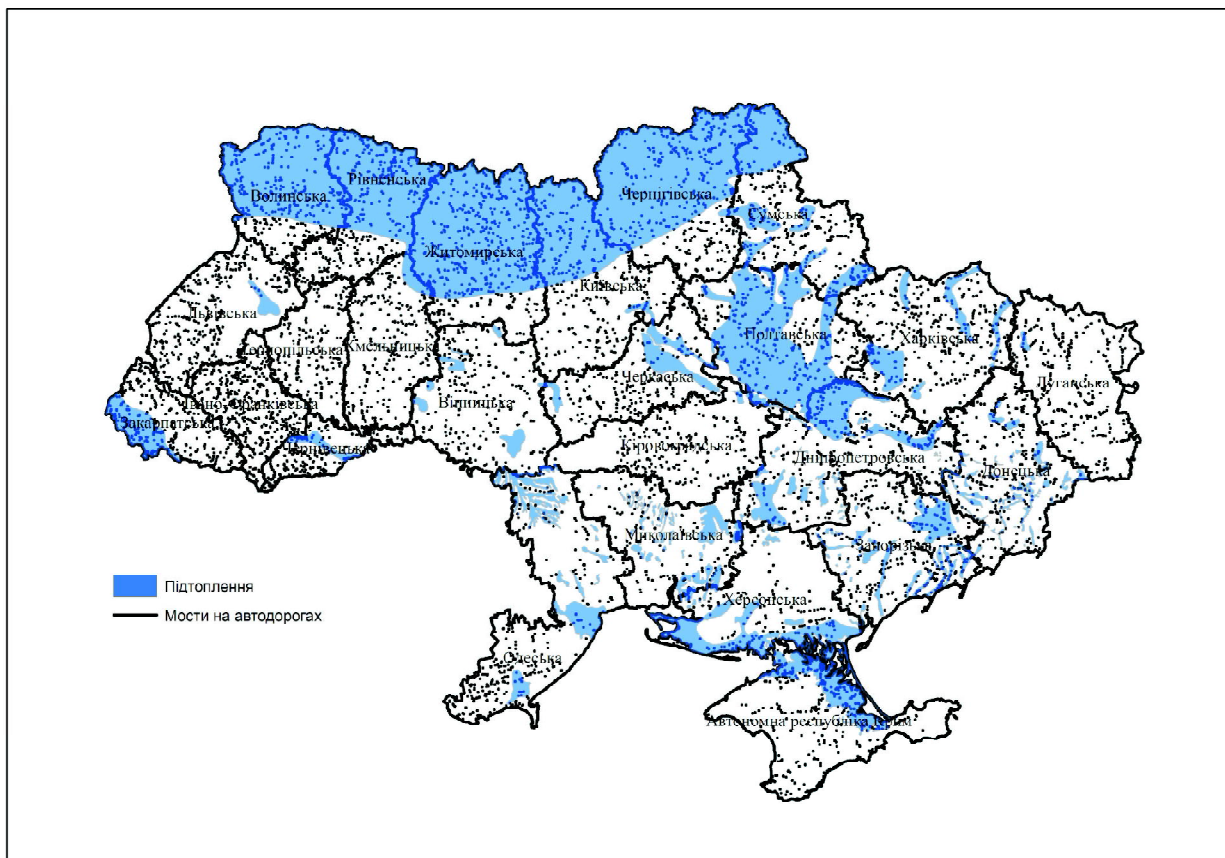 Чернігівська
Рівненська
Волинська
Сумська
Житомирська
Київська
Львівська
Полтавська
Харківська
Тернопільська
Хмельницька
Черкаська
Луганська
Івано-Франківська
Вінницька
Закарпатська
Чернівецька
Кіровоградська
Дніпропетровська
Донецька
Миколаївська
Запорізька
Підтоплення
Херсонська
Мости на автодорогах
Одеська
Автономна республіка Крим